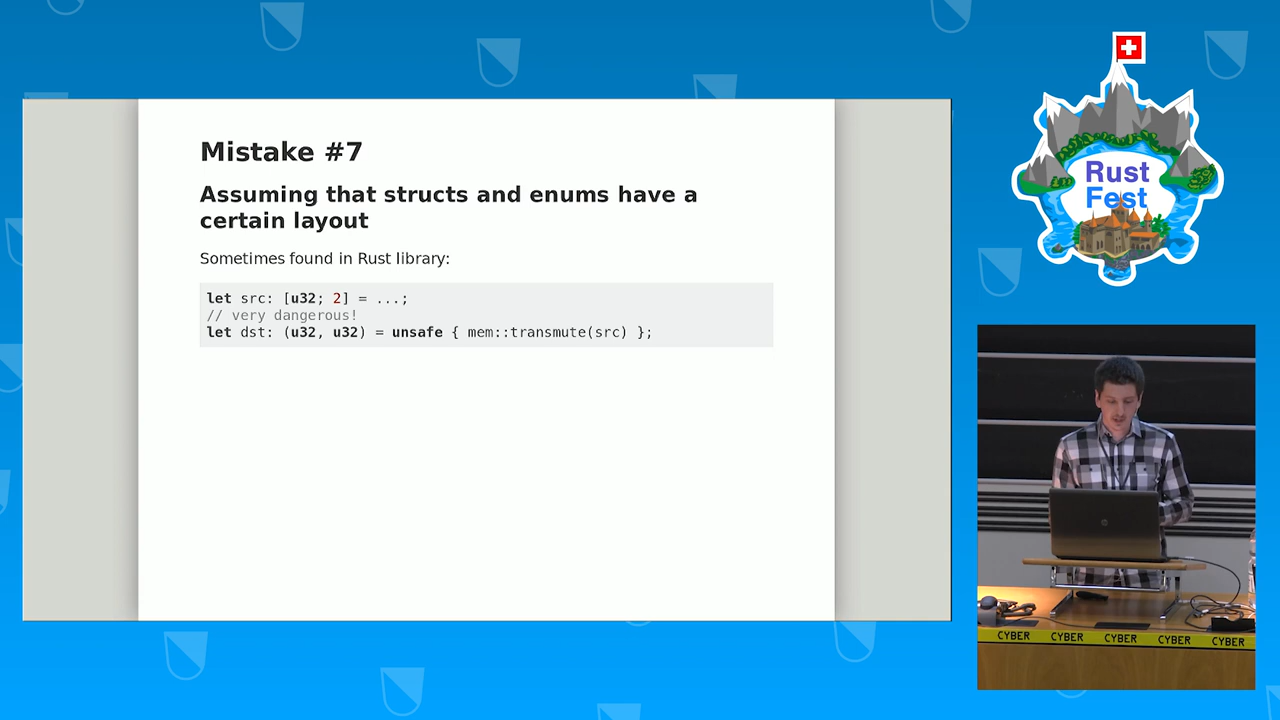 Mistake #7
Assuming that structs and enums have a
certain layout
Sometimes found in Rust library:
let src: [u32; 2] = ...;
// very dangerous!
let dst: (u32, u32) = unsafe { mem::transmute(src) };
Rust
Fest
CYBER CYBER CYBER CYBER CYBER